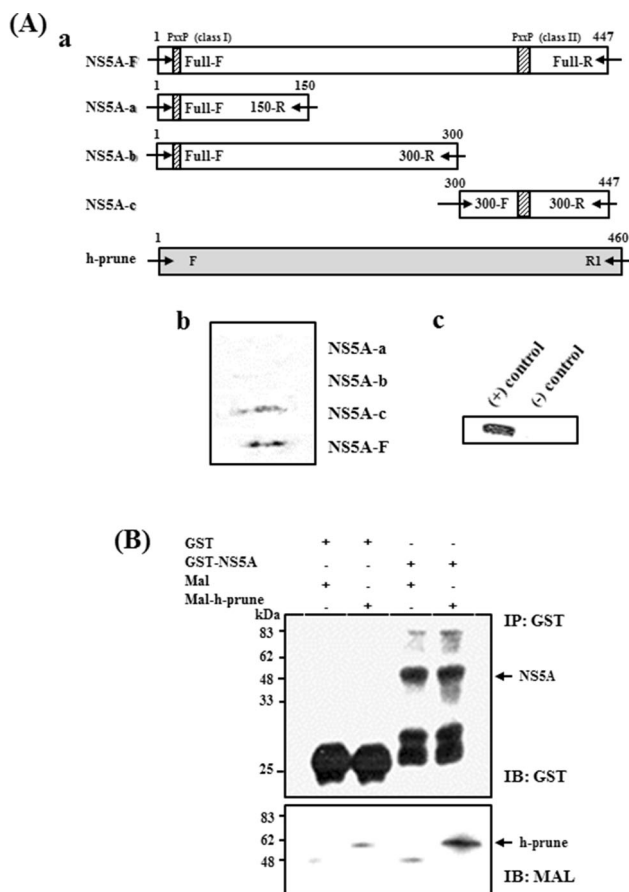 (A)
a
1 PxxP (class I) PxxP (class II) 447
NS5A-F Full-F Full-R
1 150
NS5A-a Full-F 150-R
1 300
NS5A-b Full-F 300-R
300 447
NS5A-c 300-F 300-R
1 460
h-prune F R1
b
NS5A-a
NS5A-b
NS5A-c
NS5A-F
c
(+) control
(-) control
(B)
GST + + - -
GST-NS5A - - + +
Mal + - + -
Mal-h-prune - + - +
kDa
IP: GST
83
62
48 NS5A
33
25 IB: GST
83
62 h-prune
48 IB: MAL